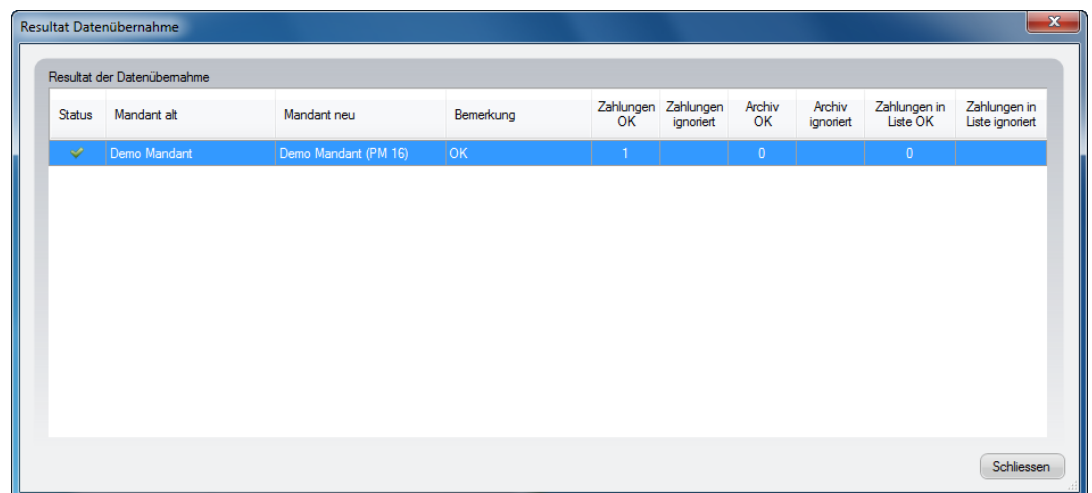 Resultat Datenübernahme
Resultat der Datenübernahme
Status Mandant alt Mandant neu Bemerkung Zahlungen OK Zahlungen ignoriert Archiv OK Archiv ignoriert Zahlungen in Liste OK Zahlungen in Liste ignoriert
Demo Mandant Demo Mandant (PM 16) OK 1 0 0
Schliessen